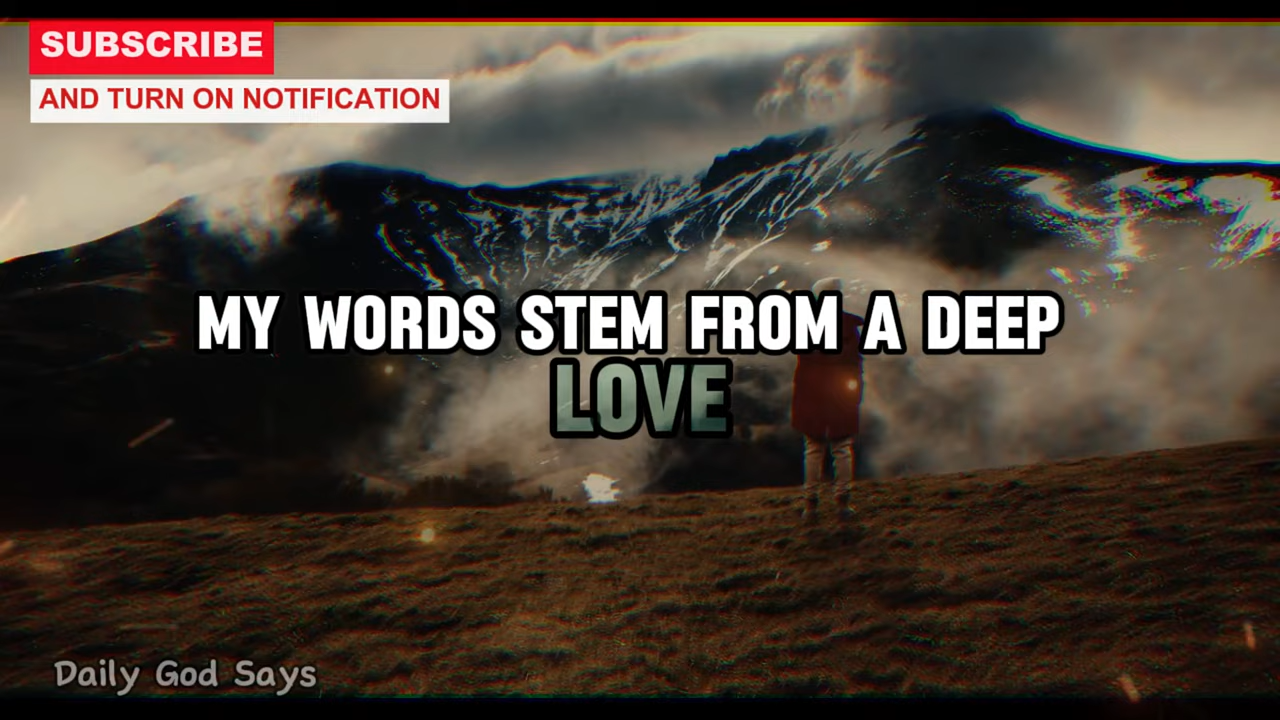 SUBSCRIBE
AND TURN ON NOTIFICATION
MY WORDS STEM FROM A DEEP
LOVE
Daily God Says